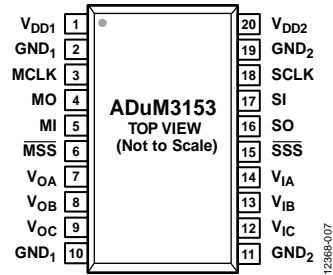 VDD1 1 20 VDD2
GND1 2 19 GND2
MCLK 3 18 SCLK
MO 4 ADuM3153 17 SI
MI 5 TOP VIEW 16 SO
MSS 6 (Not to Scale) 15 SSS
VOA 7 14 VIA
VOB 8 13 VIB
VOC 9 12 VIC
GND1 10 11 GND2
12368-007